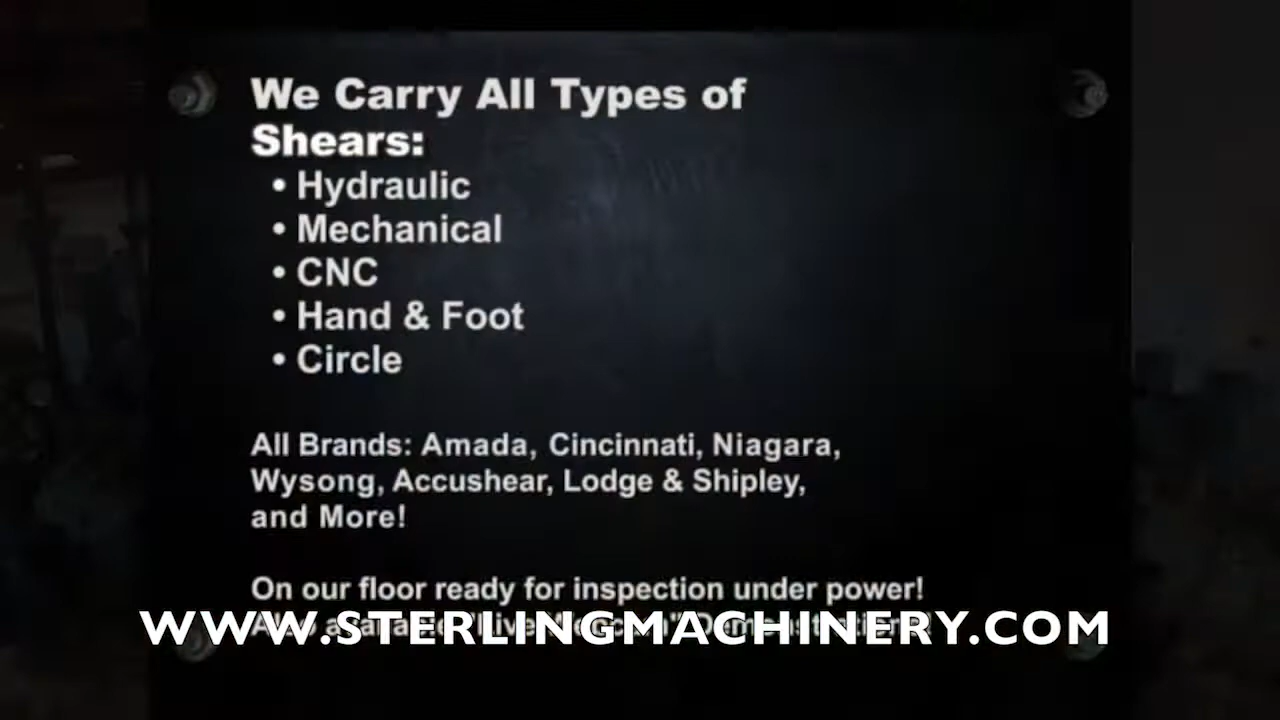 We Carry All Types of
Shears:
• Hydraulic
• Mechanical
• CNC
• Hand & Foot
• Circle
All Brands: Amada, Cincinnati, Niagara,
Wysong, Accushear, Lodge & Shipley,
and More!
On our floor ready for inspection under power!
WWW.STERLINGMACHINERY.COM